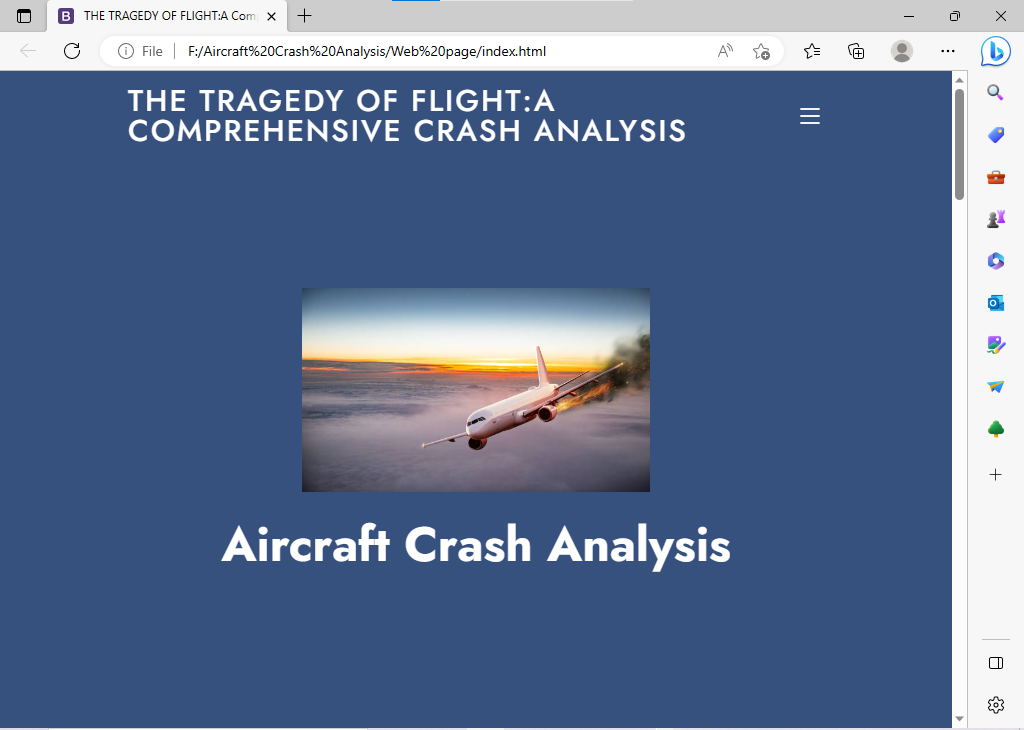 B THE TRAGEDY OF FLIGHT:A Com
File F:/Aircraft%20Crash%20Analysis/Web%20page/index.html
THE TRAGEDY OF FLIGHT:A
COMPREHENSIVE CRASH ANALYSIS
Aircraft Crash Analysis